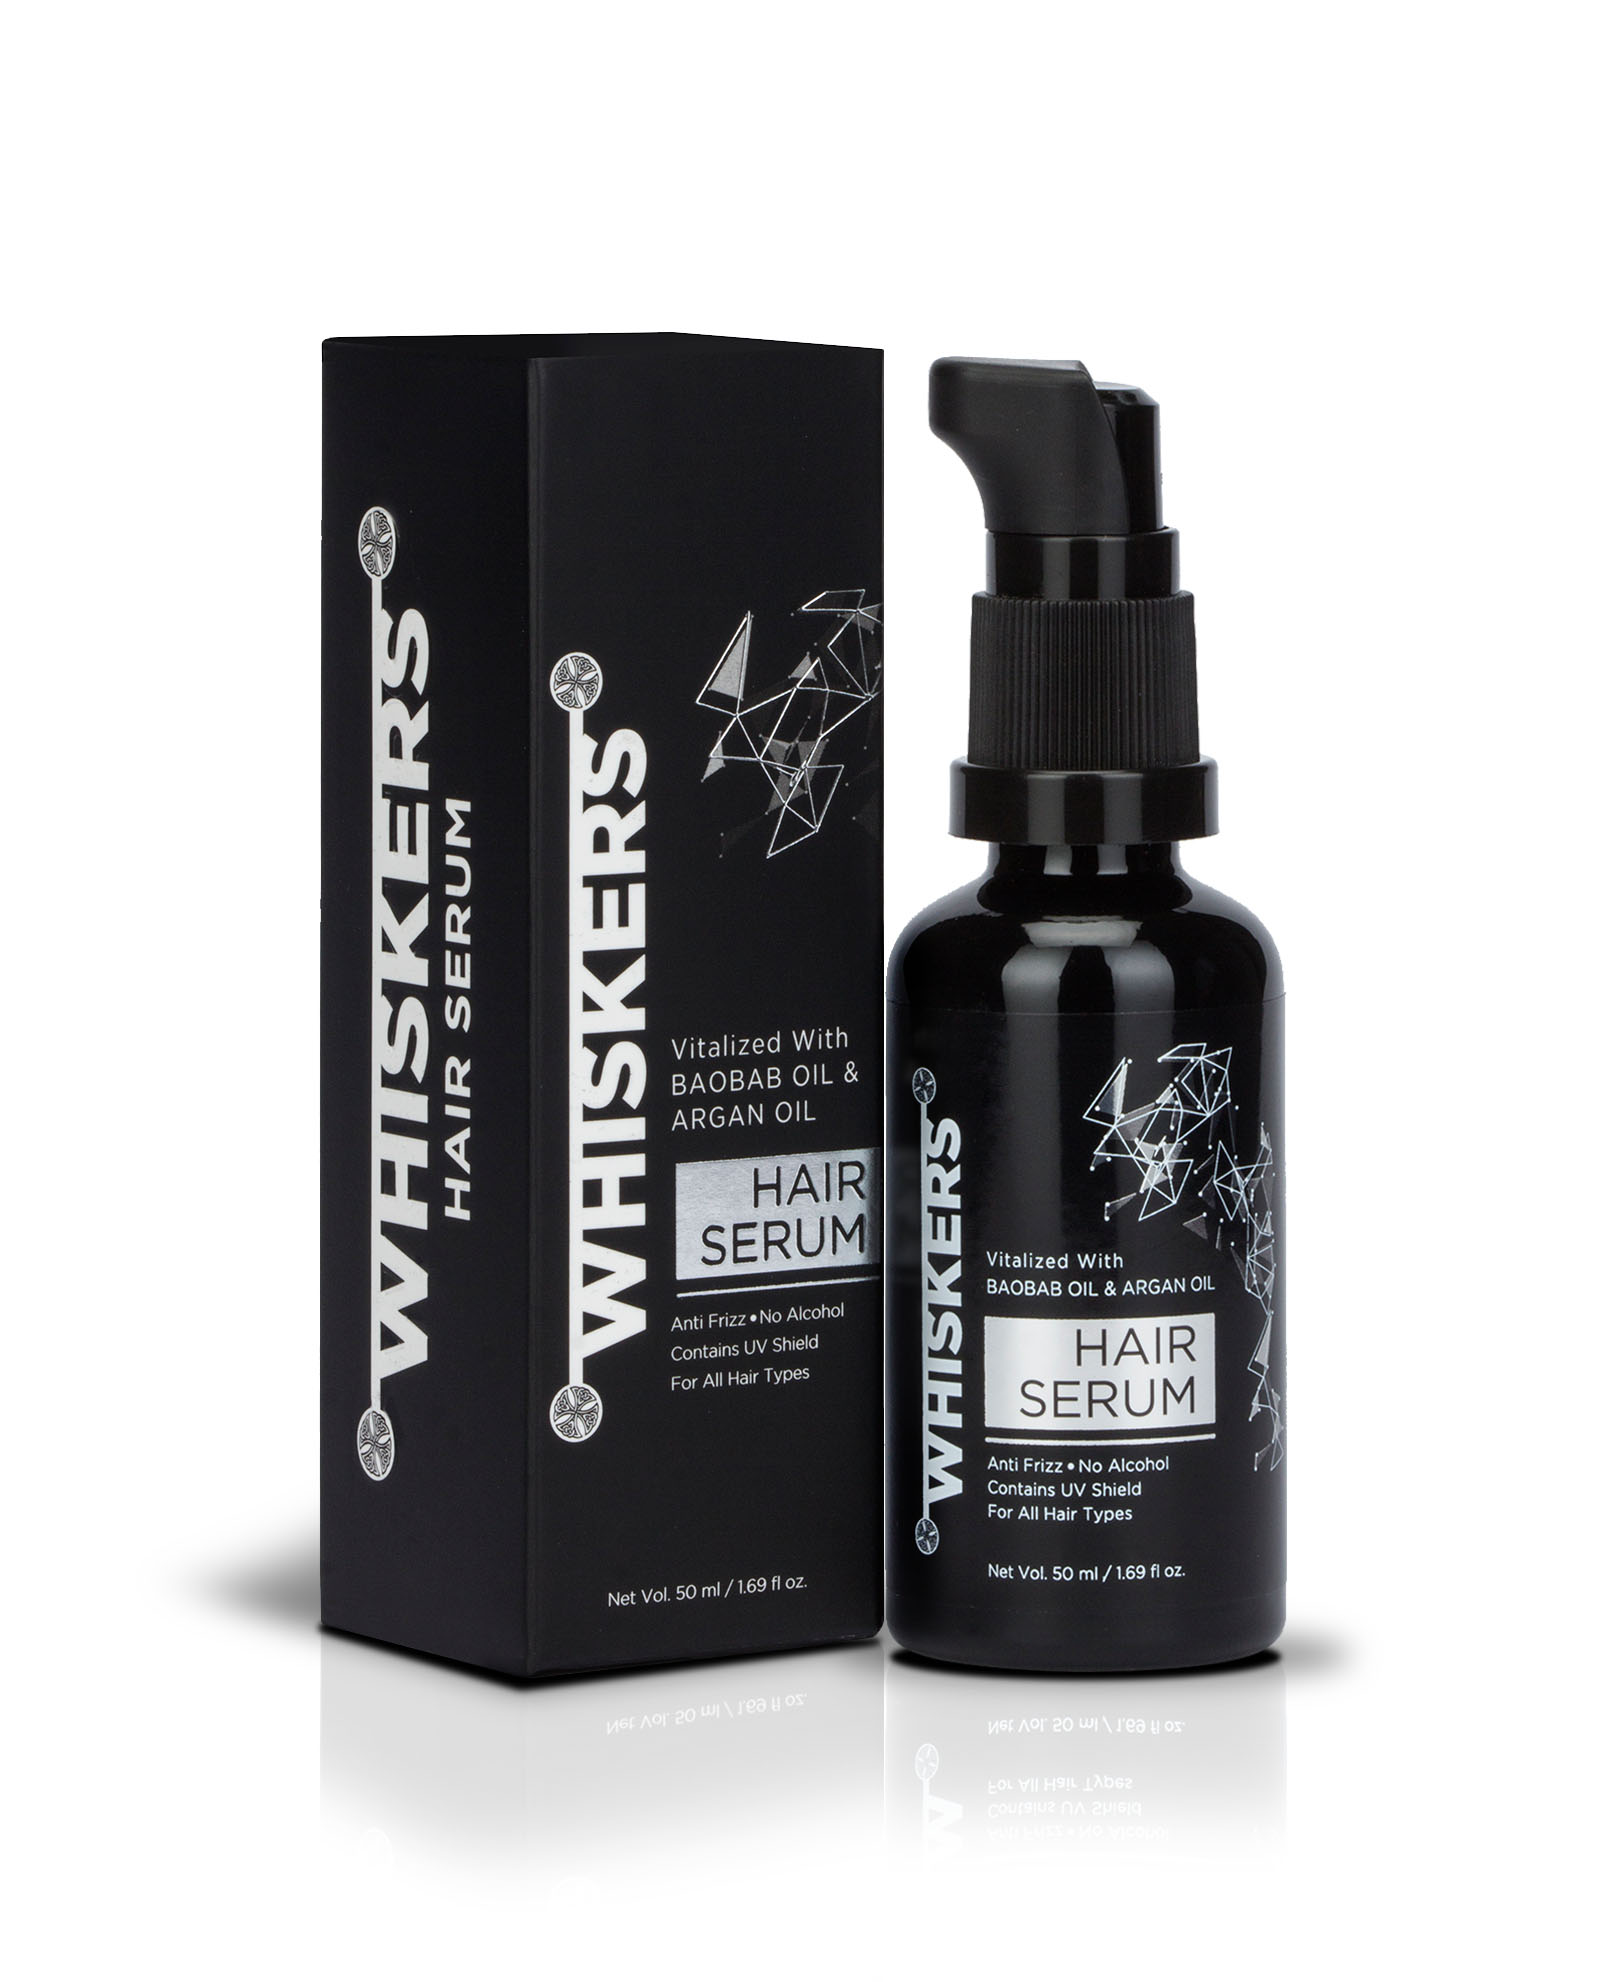 WHISKERS
HAIR SERUM
WHISKERS
Vitalized With
BAOBAB OIL &
ARGAN OIL
HAIR
SERUM
Anti Frizz • No Alcohol
Contains UV Shield
For All Hair Types
Net Vol. 50 ml / 1.69 fl oz.
WHISKERS
Vitalized With
BAOBAB OIL & ARGAN OIL
HAIR
SERUM
Anti Frizz • No Alcohol
Contains UV Shield
For All Hair Types
Net Vol. 50 ml / 1.69 fl oz.